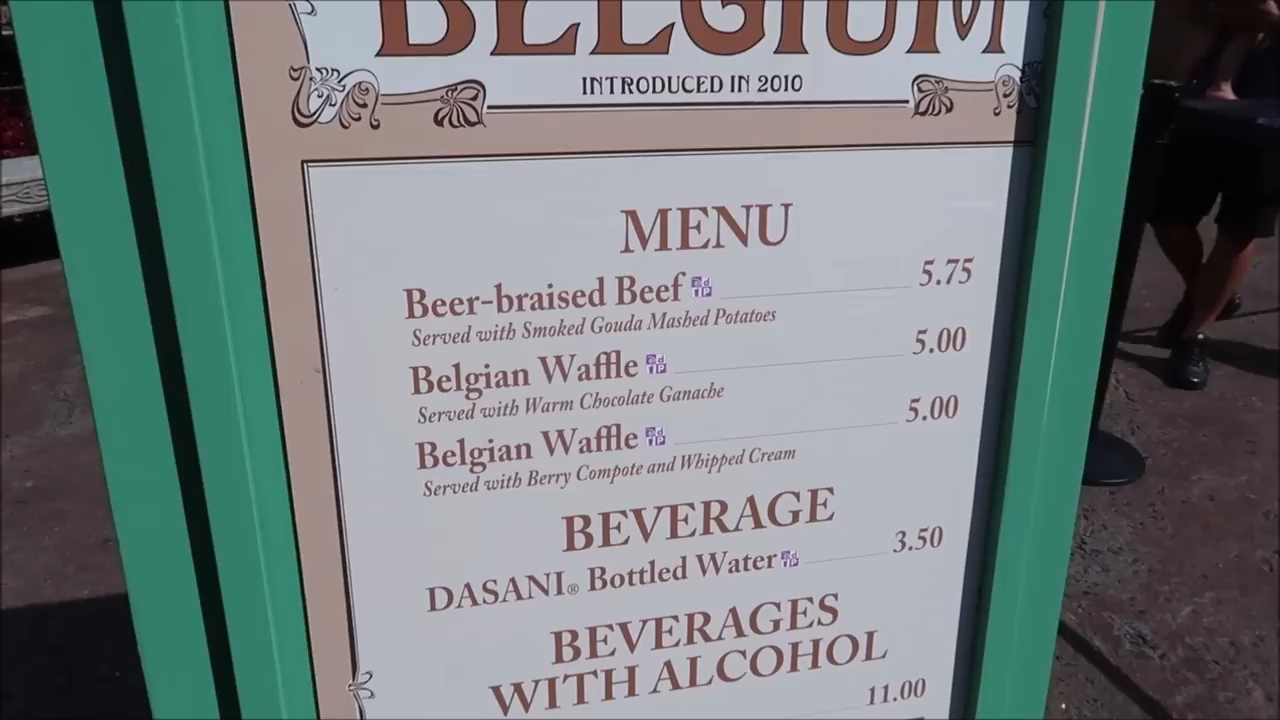 BELGIUM
INTRODUCED IN 2010
MENU
Beer-braised Beef 5.75
Served with Smoked Gouda Mashed Potatoes
Belgian Waffle 5.00
Served with Warm Chocolate Ganache
Belgian Waffle 5.00
Served with Berry Compote and Whipped Cream
BEVERAGE
DASANI® Bottled Water 3.50
BEVERAGES
WITH ALCOHOL
11.00